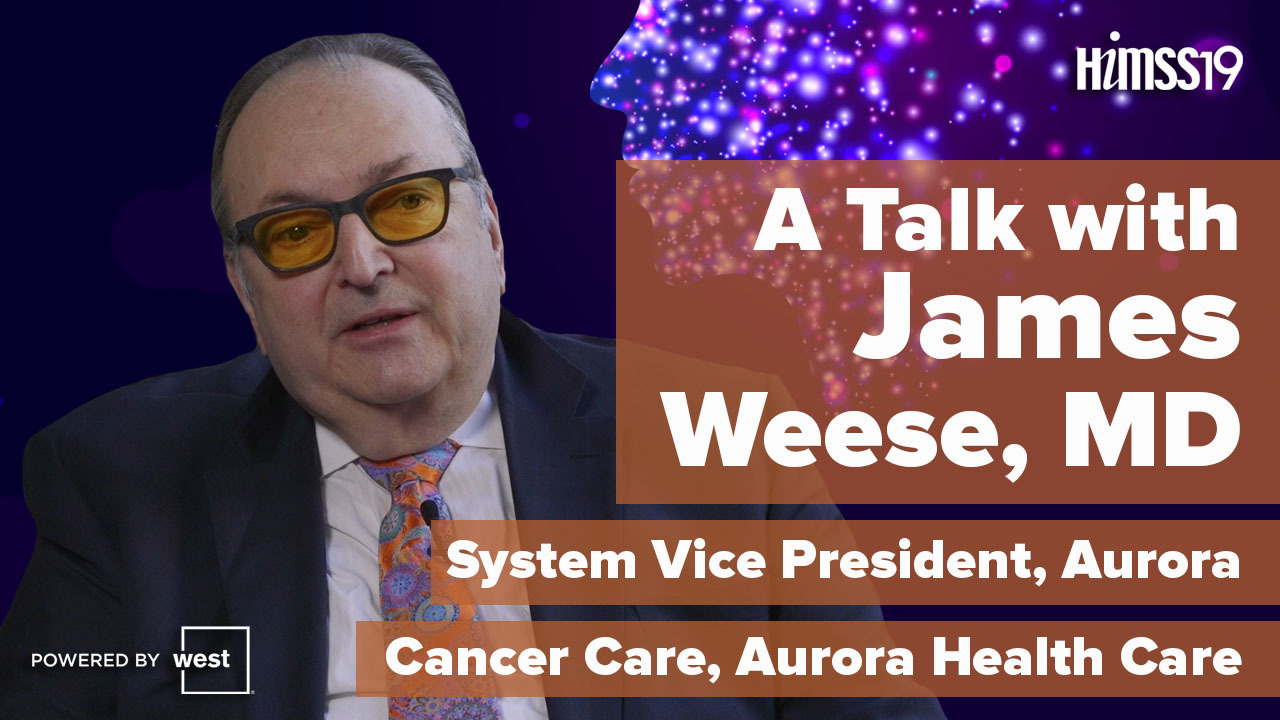 HIMSS19
A Talk with
James
Weese, MD
System Vice President, Aurora
Cancer Care, Aurora Health Care
POWERED BY west